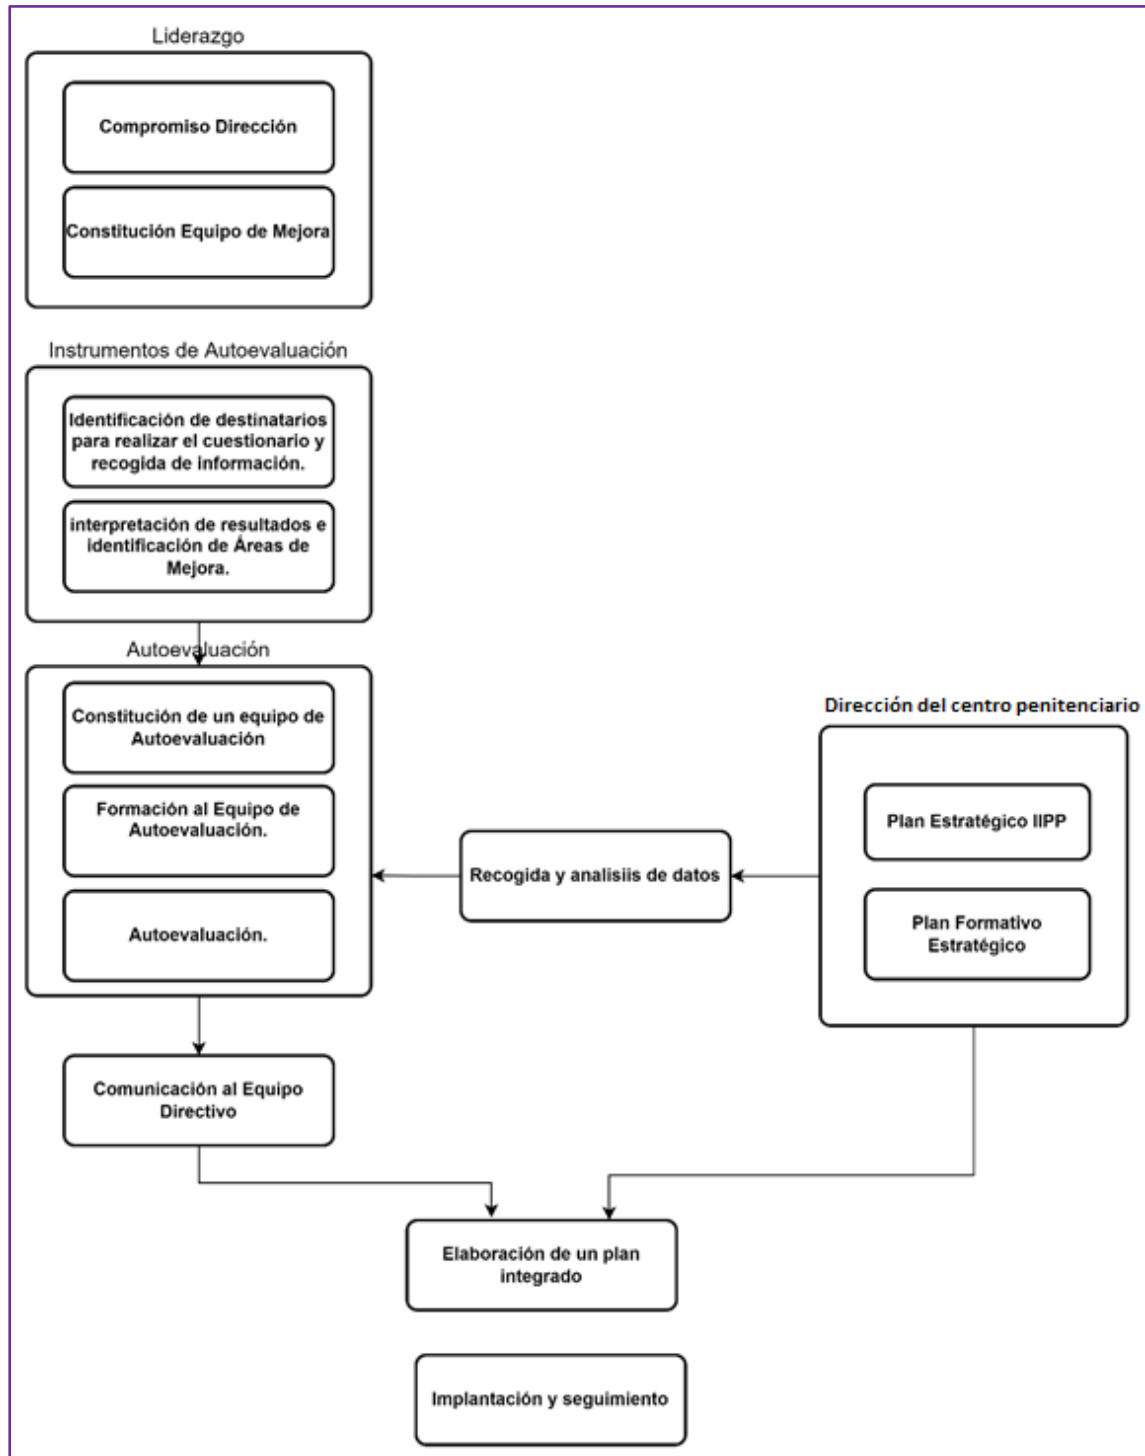 Liderazgo
Compromiso Dirección
Constitución Equipo de Mejora
Instrumentos de Autoevaluación
Identificación de destinatarios
para realizar el cuestionario y
recogida de información.
interpretación de resultados e
identificación de Áreas de
Mejora.
Autoevaluación
Constitución de un equipo de
Autoevaluación
Formación al Equipo de
Autoevaluación.
Autoevaluación.
Recogida y analisiis de datos
Dirección del centro penitenciario
Plan Estratégico IIPP
Plan Formativo
Estratégico
Comunicación al Equipo
Directivo
Elaboración de un plan
integrado
Implantación y seguimiento